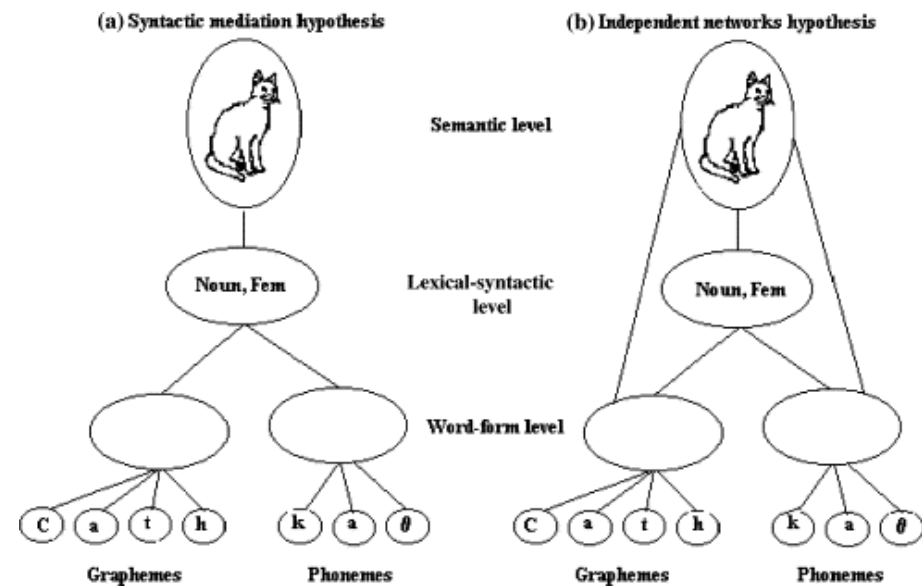 (a) Syntactic mediation hypothesis
(b) Independent networks hypothesis
Semantic level
Noun, Fem
Lexical-syntactic
level
Noun, Fem
Word-form level
C a t h k a θ
C a t h k a θ
Graphemes Phonemes
Graphemes Phonemes